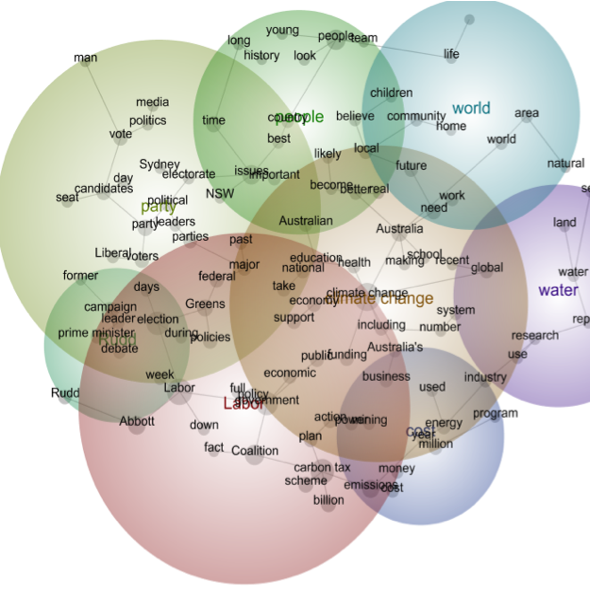 young
long
people
team
history
look
life
man
children
media
politics
time
country
people
believe
community
world
area
home
vote
best
world
likely
local
Sydney
day
electorate
issues
important
future
natural
candidates
seat
political
NSW
become
better
real
work
party
need
party
leaders
Australian
land
parties
past
Australia
Liberal
voters
major
education
national
health
making
school
recent
global
former
federal
days
take
climate change
water
economy
climate change
water
campaign
Greens
leader
election
support
system
prime minister
during
including
number
Rudd
policies
debate
research
public
funding
Australia's
use
week
economic
business
industry
Labor
full
used
Rudd
policy
government
Labor
Abbott
down
action
power
program
energy
cost
year
plan
fact
Coalition
million
carbon tax
money
scheme
emissions
cost
billion